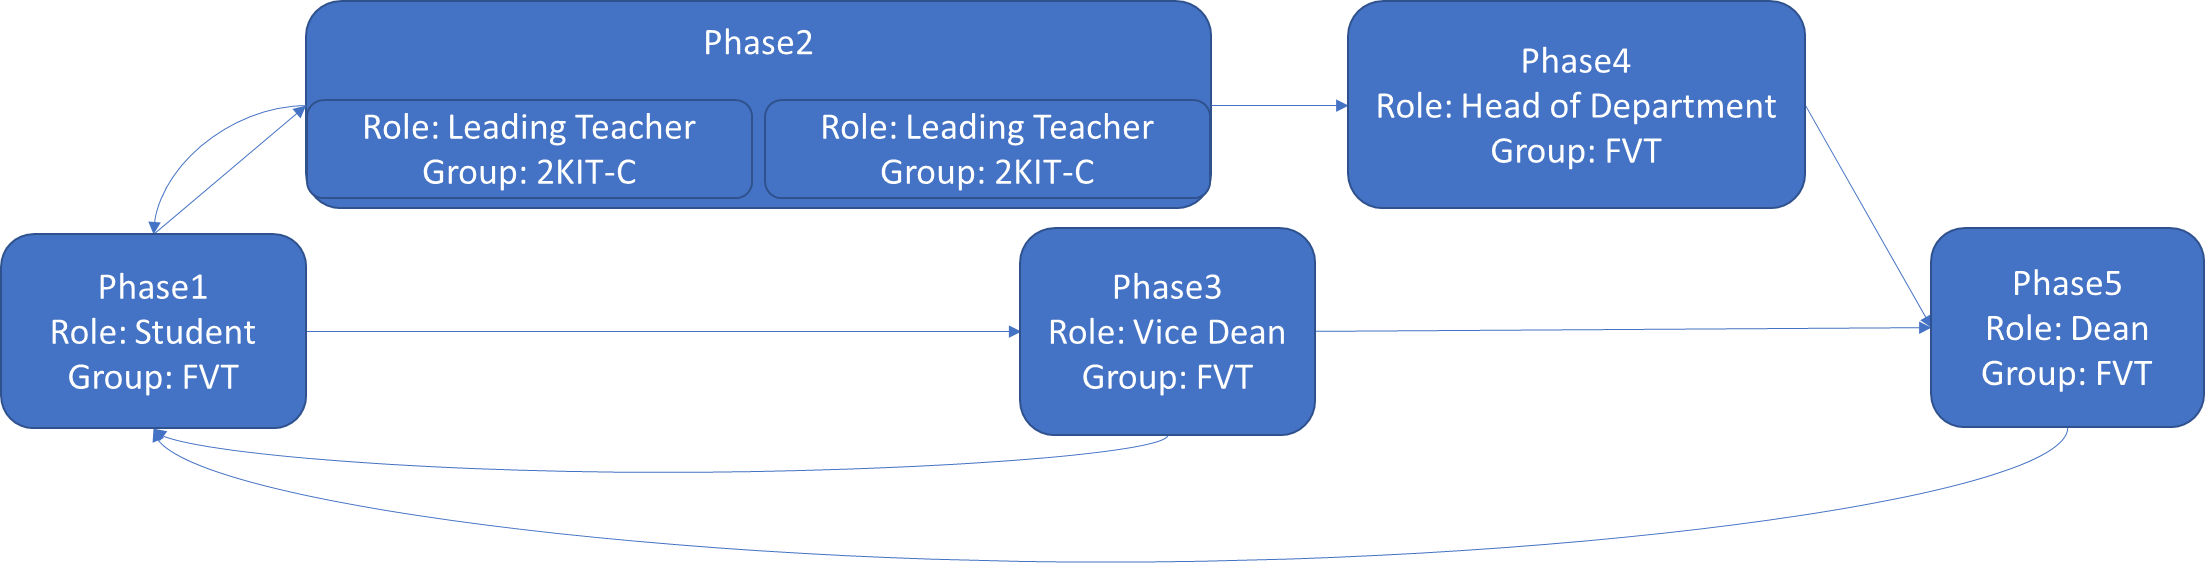 Phase2
Role: Leading Teacher
Group: 2KIT-C
Role: Leading Teacher
Group: 2KIT-C
Phase4
Role: Head of Department
Group: FVT
Phase1
Role: Student
Group: FVT
Phase3
Role: Vice Dean
Group: FVT
Phase5
Role: Dean
Group: FVT